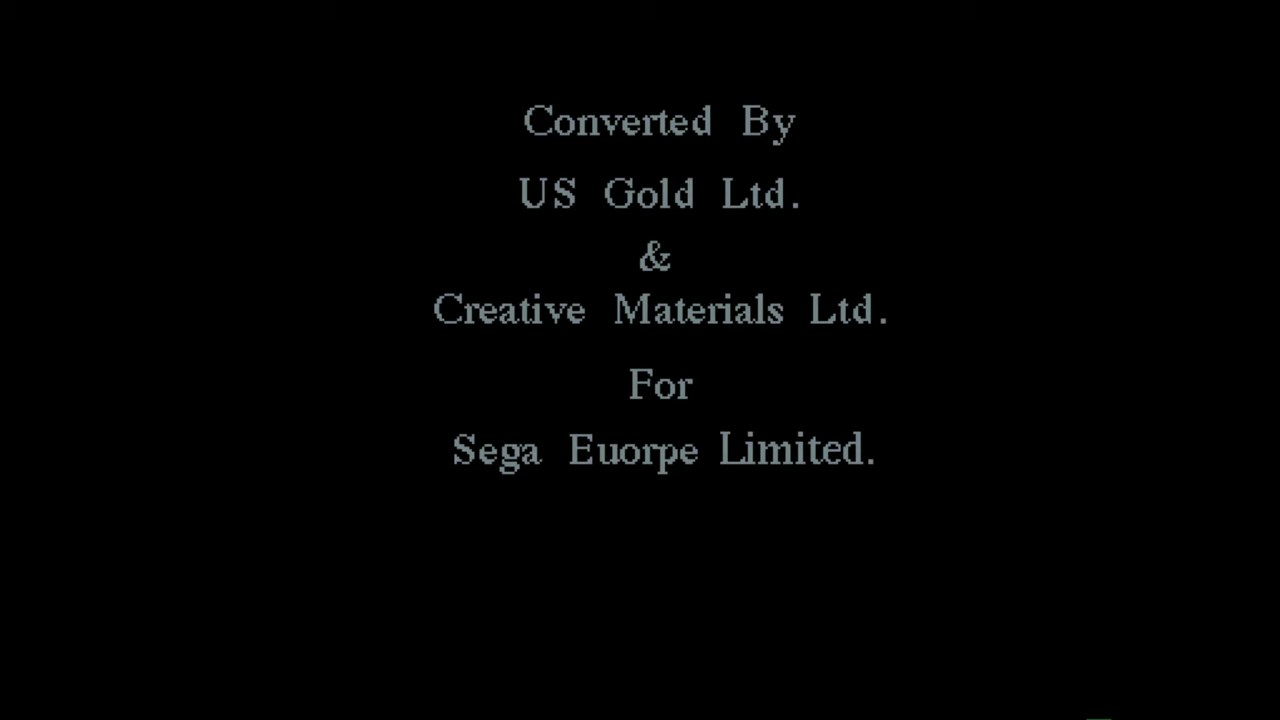 Converted By
US Gold Ltd.
&
Creative Materials Ltd.
For
Sega Euorpe Limited.